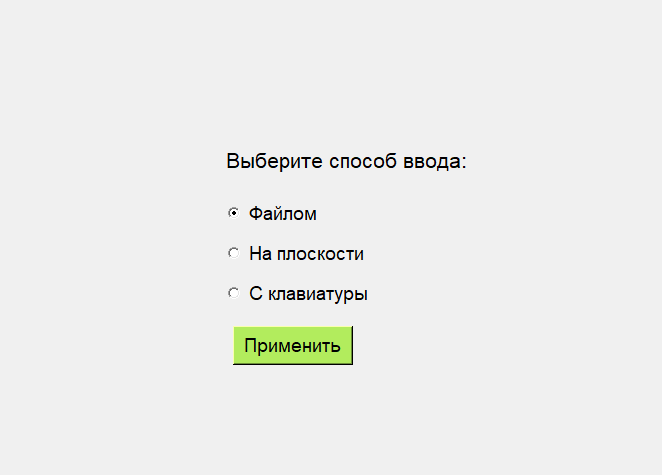 Выберите способ ввода:
Файлом
На плоскости
С клавиатуры
Применить